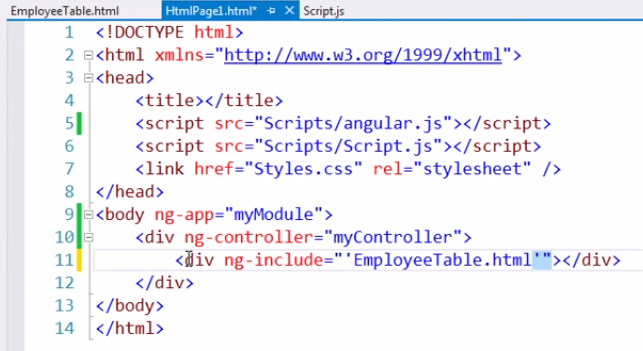 EmployeeTable.html HtmlPage1.html* Script.js
1 <!DOCTYPE html>
2 <html xmlns="http://www.w3.org/1999/xhtml">
3 <head>
4 <title></title>
5 <script src="Scripts/angular.js"></script>
6 <script src="Scripts/Script.js"></script>
7 <link href="Styles.css" rel="stylesheet" />
8 </head>
9 <body ng-app="myModule">
10 <div ng-controller="myController">
11 <div ng-include="'EmployeeTable.html'"></div>
12 </div>
13 </body>
14 </html>